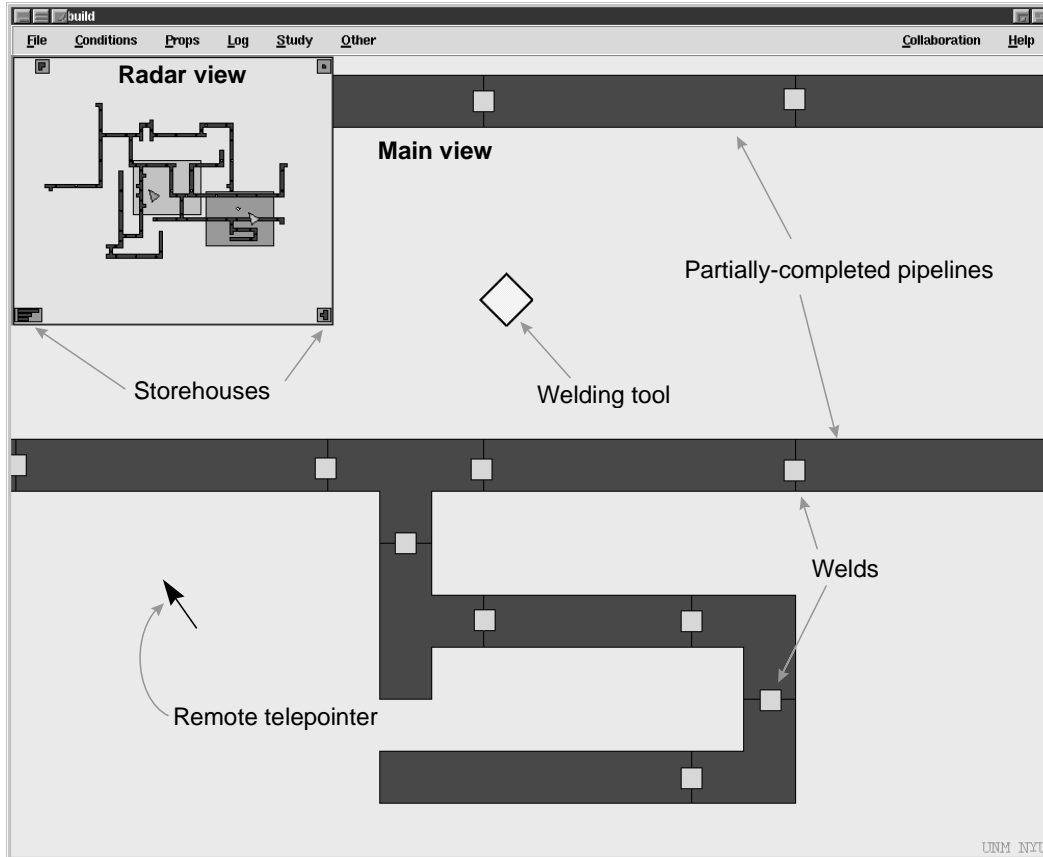 build
File Conditions Props Log Study Other Collaboration Help
Radar view
Main view
Partially-completed pipelines
Storehouses
Welding tool
Welds
Remote telepointer
UNM NYU